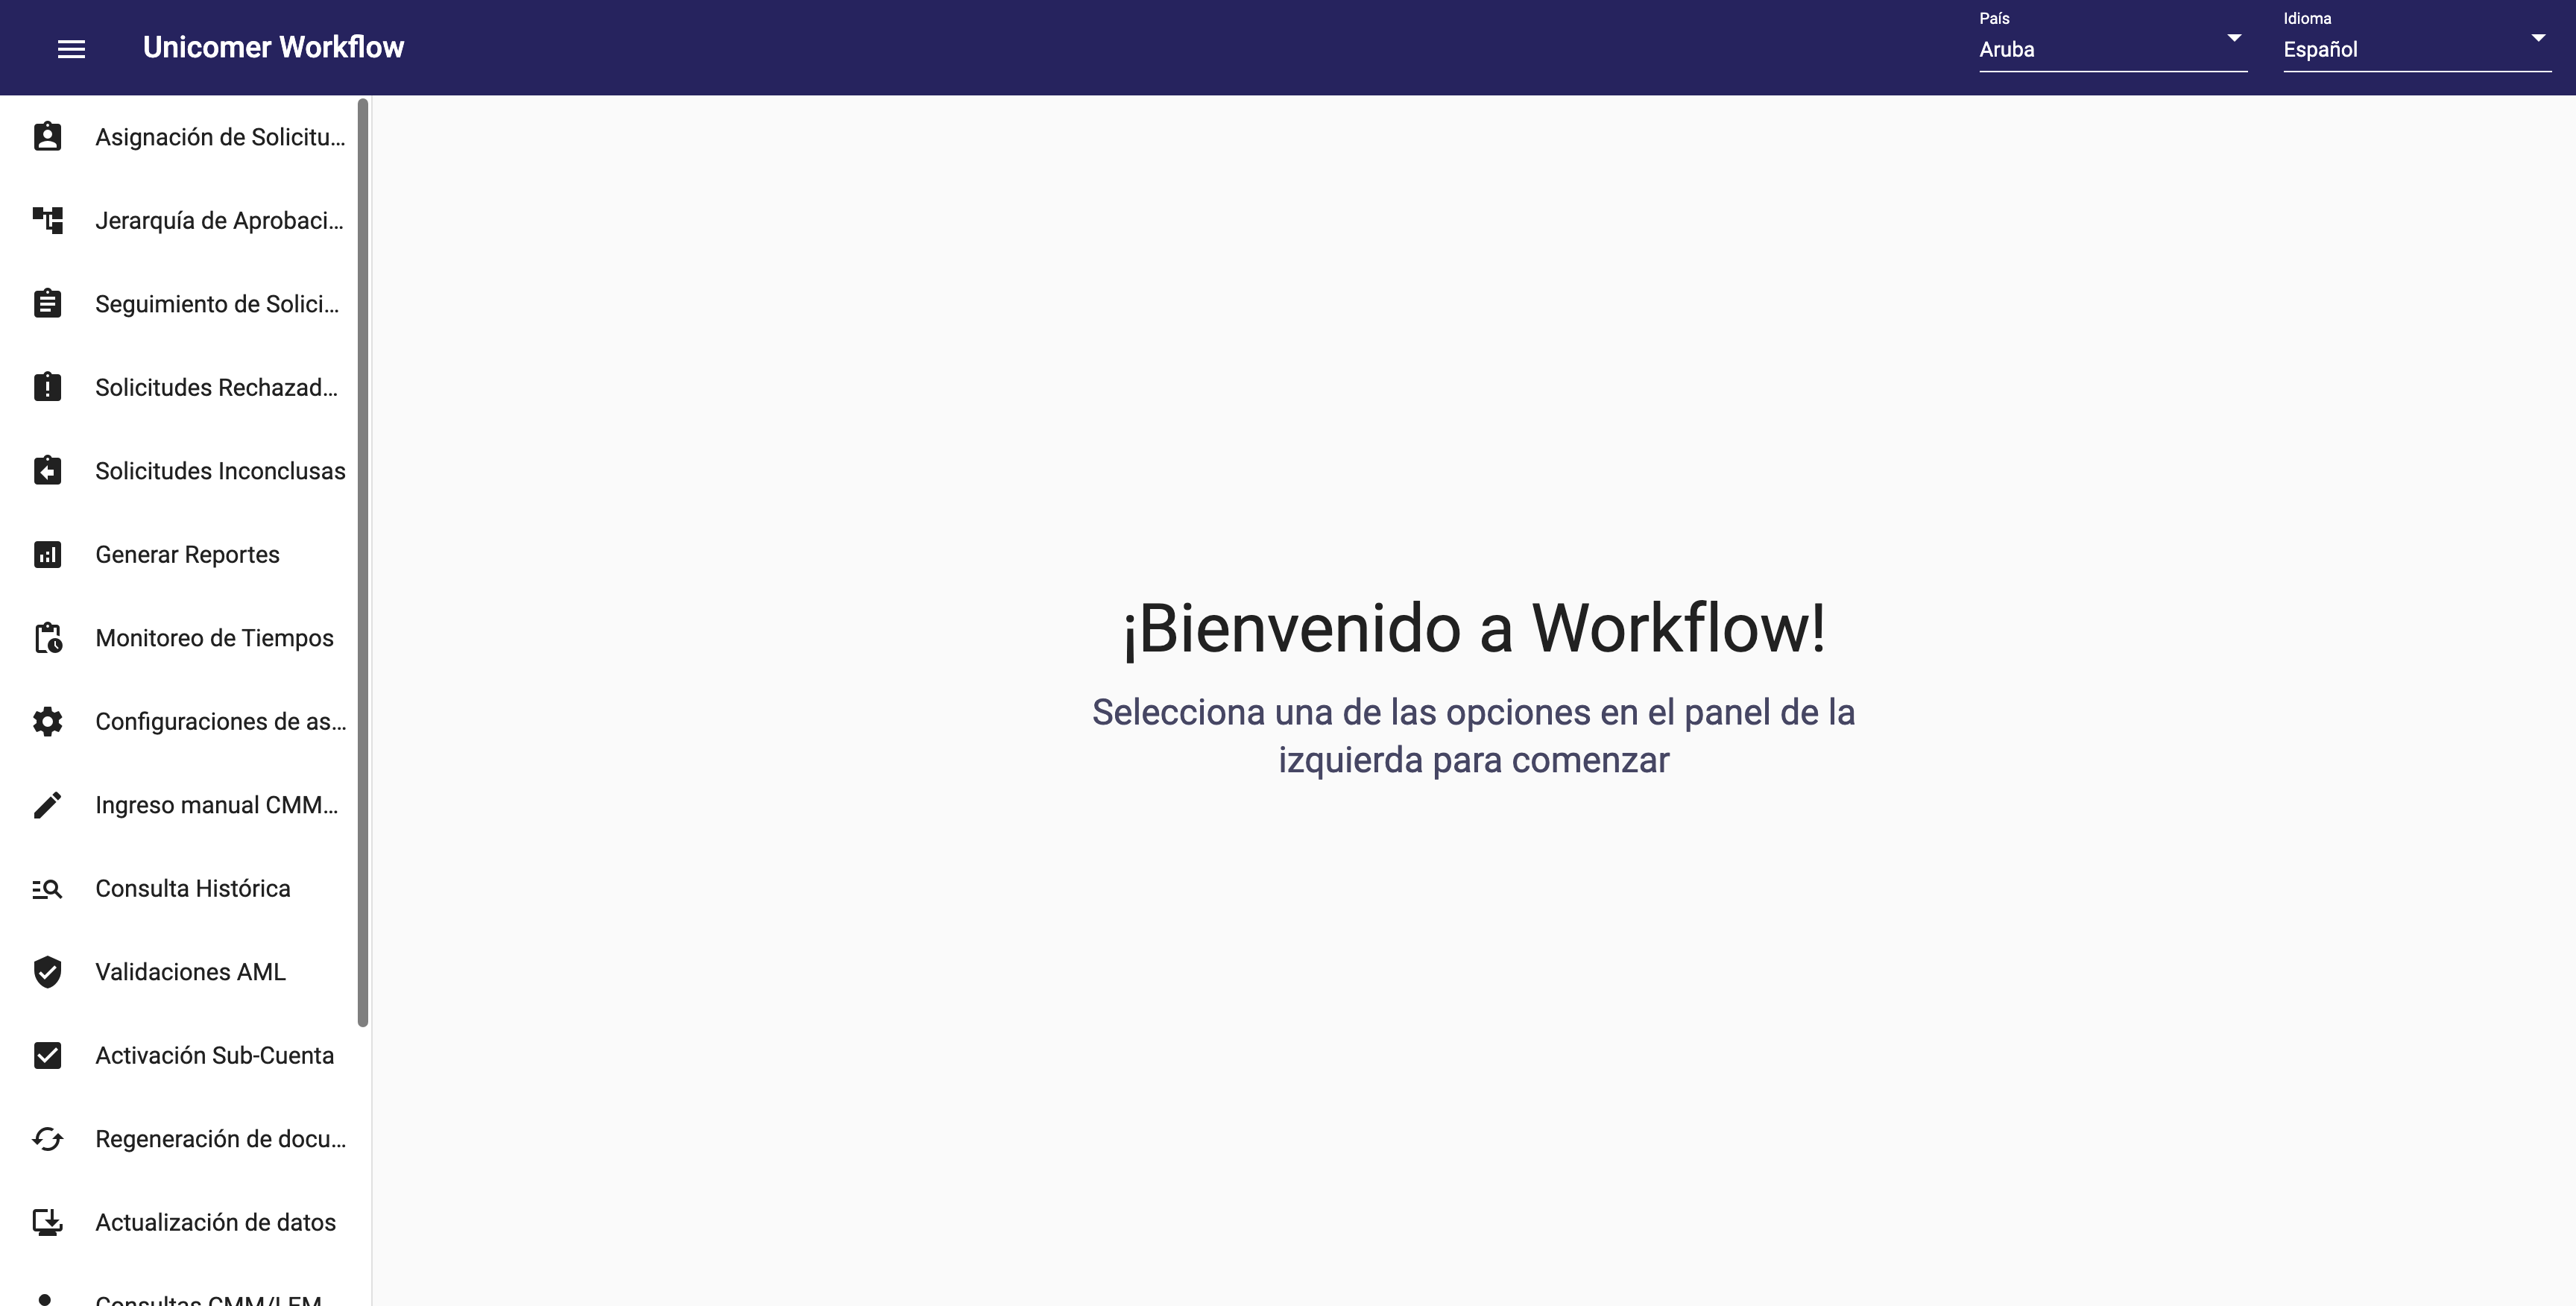 Unicomer Workflow
País
Aruba
Idioma
Español
Asignación de Solicitu...
Jerarquía de Aprobaci...
Seguimiento de Solici...
Solicitudes Rechazad...
Solicitudes Inconclusas
Generar Reportes
Monitoreo de Tiempos
Configuraciones de as...
Ingreso manual CMM...
Consulta Histórica
Validaciones AML
Activación Sub-Cuenta
Regeneración de docu...
Actualización de datos
Consultas CMM/LEM
¡Bienvenido a Workflow!
Selecciona una de las opciones en el panel de la
izquierda para comenzar